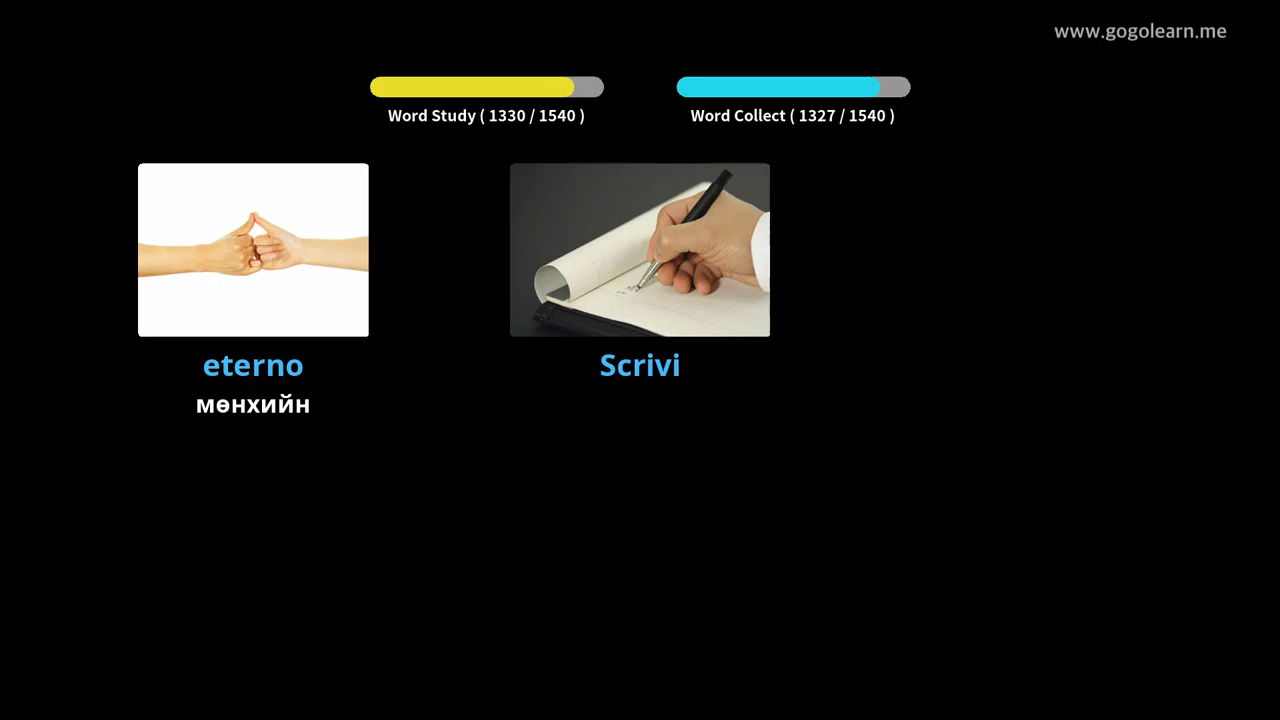 www.gogolearn.me
Word Study ( 1330 / 1540 )
Word Collect ( 1327 / 1540 )
eterno
мөнхийн
Scrivi